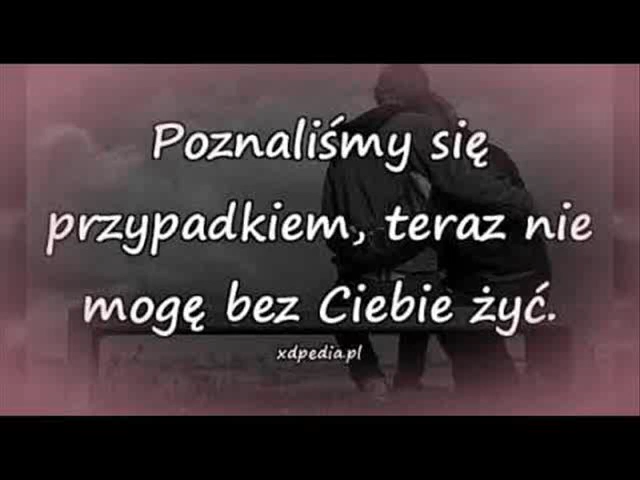 Poznaliśmy się
przypadkiem, teraz nie
mogę bez Ciebie żyć.
xdpedia.pl